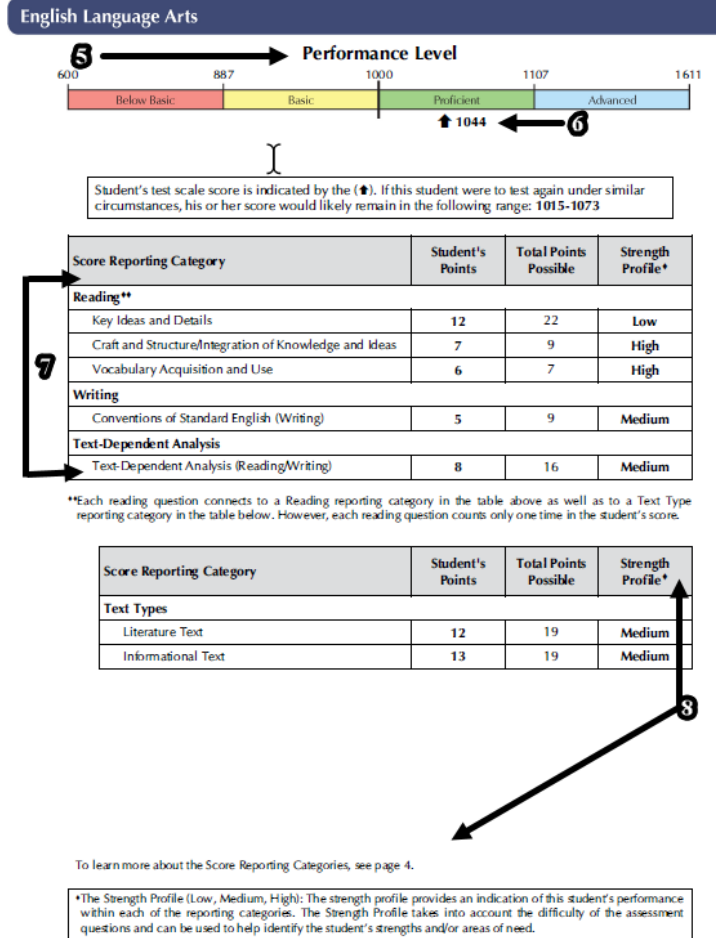 English Language Arts
5 Performance Level
600 887 1000 1107 1611
Below Basic Basic Proficient Advanced
⬆ 1044 6
Student's test scale score is indicated by the (⬆). If this student were to test again under similar
circumstances, his or her score would likely remain in the following range: 1015-1073
Score Reporting Category Student's Points Total Points Possible Strength Profile♦
Reading♦♦
Key Ideas and Details 12 22 Low
Craft and Structure/Integration of Knowledge and Ideas 7 9 High
7
Vocabulary Acquisition and Use 6 7 High
Writing
Conventions of Standard English (Writing) 5 9 Medium
Text-Dependent Analysis
Text-Dependent Analysis (Reading/Writing) 8 16 Medium
♦♦Each reading question connects to a Reading reporting category in the table above as well as to a Text Type
reporting category in the table below. However, each reading question counts only one time in the student's score.
Score Reporting Category Student's Points Total Points Possible Strength Profile♦
Text Types
Literature Text 12 19 Medium
Informational Text 13 19 Medium
8
To learn more about the Score Reporting Categories, see page 4.
♦The Strength Profile (Low, Medium, High): The strength profile provides an indication of this student's performance
within each of the reporting categories. The Strength Profile takes into account the difficulty of the assessment
questions and can be used to help identify the student's strengths and/or areas of need.